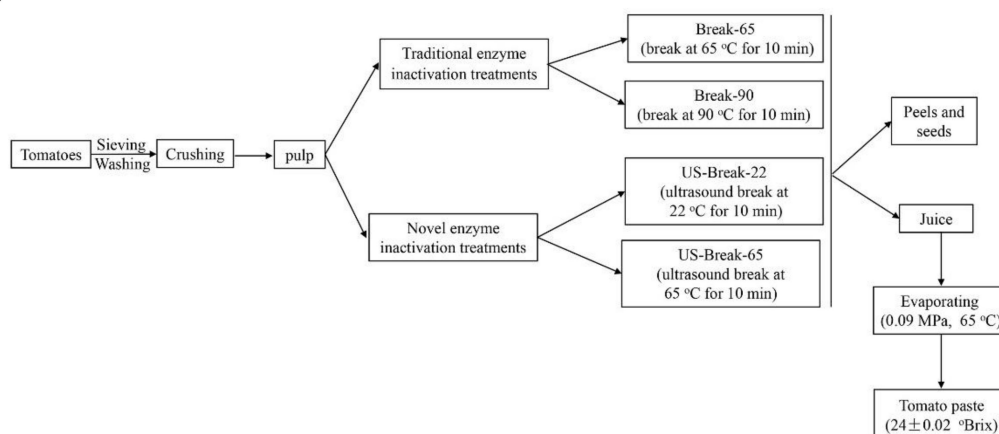 Tomatoes
Sieving
Washing
Crushing
pulp
Traditional enzyme
inactivation treatments
Novel enzyme
inactivation treatments
Break-65
(break at 65 °C for 10 min)
Break-90
(break at 90 °C for 10 min)
US-Break-22
(ultrasound break at
22 °C for 10 min)
US-Break-65
(ultrasound break at
65 °C for 10 min)
Peels and
seeds
Juice
Evaporating
(0.09 MPa, 65 °C)
Tomato paste
(24±0.02 °Brix)